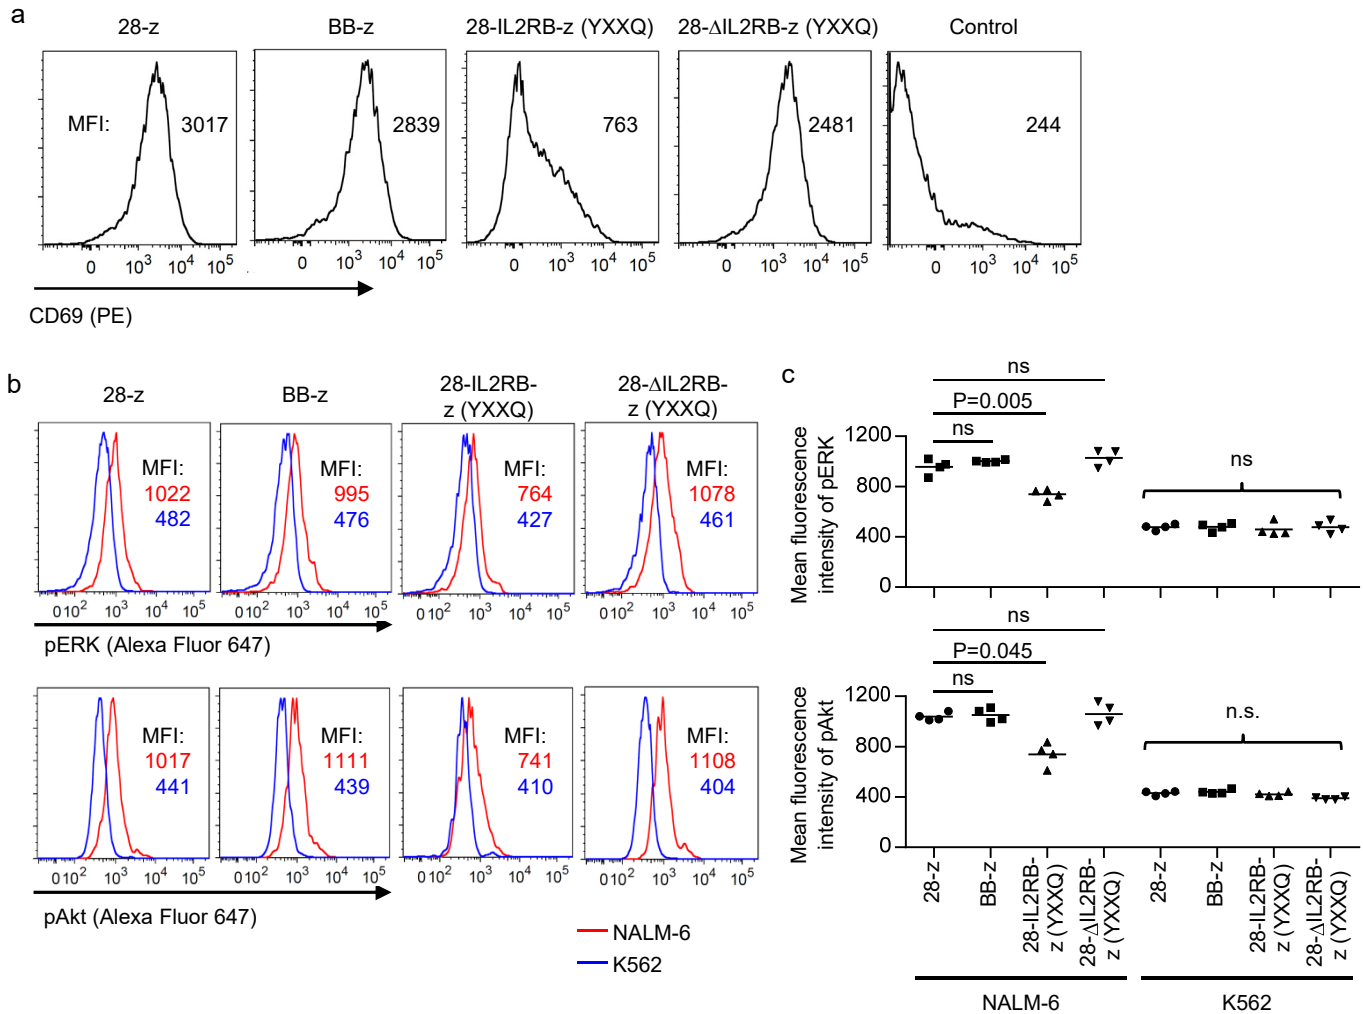 a
28-z
BB-z
28-IL2RB-z (YXXQ)
28-ΔIL2RB-z (YXXQ)
Control
MFI:
3017
2839
763
2481
244
0 10³ 10⁴ 10⁵
0 10³ 10⁴ 10⁵
0 10³ 10⁴ 10⁵
0 10³ 10⁴ 10⁵
0 10³ 10⁴ 10⁵
CD69 (PE)
b
28-z
BB-z
28-IL2RB-
z (YXXQ)
28-ΔIL2RB-
z (YXXQ)
MFI:
1022
482
MFI:
995
476
MFI:
764
427
MFI:
1078
461
0 10² 10³ 10⁴ 10⁵
0 10² 10³ 10⁴ 10⁵
0 10² 10³ 10⁴ 10⁵
0 10² 10³ 10⁴ 10⁵
pERK (Alexa Fluor 647)
MFI:
1017
441
MFI:
1111
439
MFI:
741
410
MFI:
1108
404
0 10² 10³ 10⁴ 10⁵
0 10² 10³ 10⁴ 10⁵
0 10² 10³ 10⁴ 10⁵
0 10² 10³ 10⁴ 10⁵
pAkt (Alexa Fluor 647)
NALM-6
K562
c
ns
P=0.005
ns
ns
1200
800
400
0
Mean fluorescence
intensity of pERK
ns
P=0.045
ns
n.s.
1200
800
400
0
Mean fluorescence
intensity of pAkt
28-z
BB-z
28-IL2RB-
z (YXXQ)
28-ΔIL2RB-
z (YXXQ))
28-z
BB-z
28-IL2RB-
z (YXXQ)
28-ΔIL2RB-
z (YXXQ))
NALM-6
K562